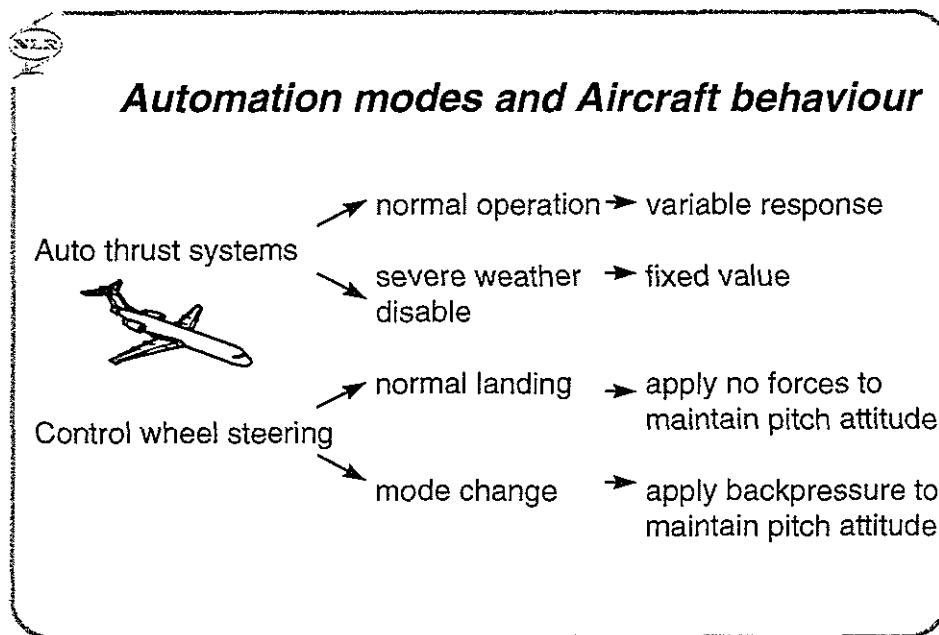 NLR
Automation modes and Aircraft behaviour
normal operation → variable response
Auto thrust systems
severe weather → fixed value
disable
normal landing → apply no forces to
maintain pitch attitude
Control wheel steering
mode change → apply backpressure to
maintain pitch attitude